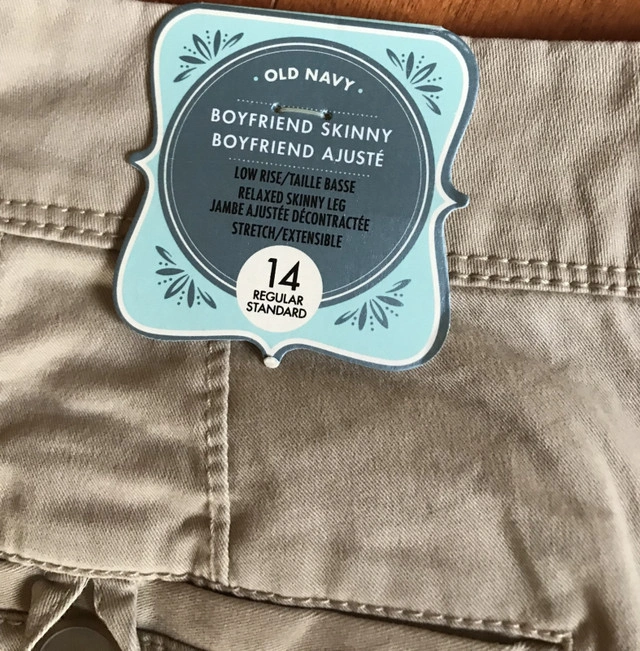 · OLD NAVY ·
BOYFRIEND SKINNY
BOYFRIEND AJUSTÉ
LOW RISE/TAILLE BASSE
RELAXED SKINNY LEG
JAMBE AJUSTÉE DÉCONTRACTÉE
STRETCH/EXTENSIBLE
14
REGULAR
STANDARD